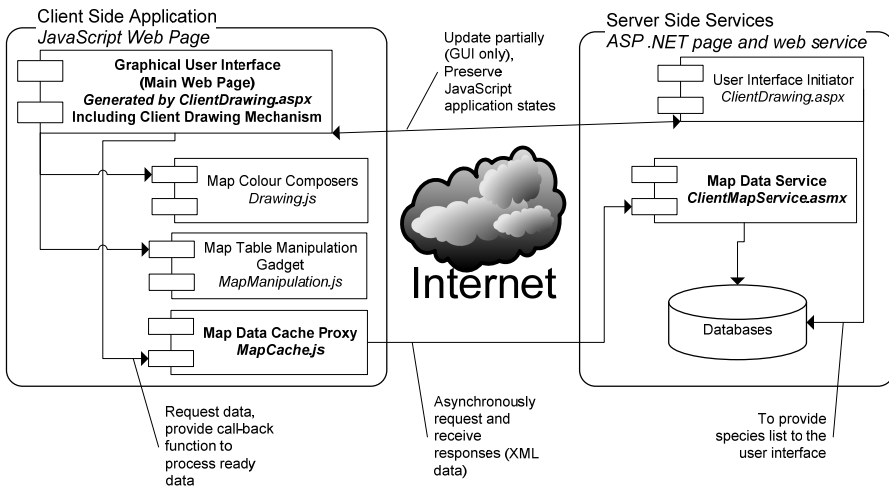 Client Side Application
JavaScript Web Page
Graphical User Interface
(Main Web Page)
Generated by ClientDrawing.aspx
Including Client Drawing Mechanism
Map Colour Composers
Drawing.js
Map Table Manipulation
Gadget
MapManipulation.js
Map Data Cache Proxy
MapCache.js
Request data,
provide call-back
function to
process ready
data
Update partially
(GUI only),
Preserve
JavaScript
application states
Internet
Asynchronously
request and
receive
responses (XML
data)
Server Side Services
ASP .NET page and web service
User Interface Initiator
ClientDrawing.aspx
Map Data Service
ClientMapService.asmx
Databases
To provide
species list to the
user interface